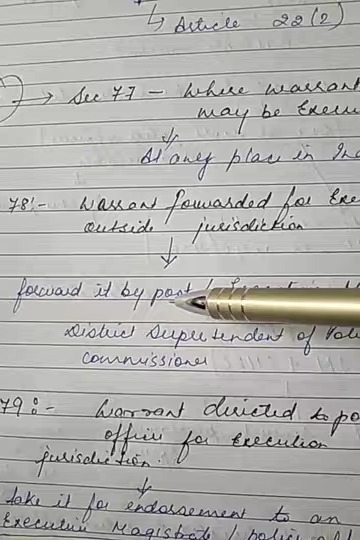 ↳ Article 22(2)
→ Sec 77 - Where warrant
may be Execu
↓
At any place in Ind
78:- Warrant forwarded for Exe
outside jurisdiction
↓
forward it by post /
District Superintendent of Pol
Commissioner
79:- Warrant directed to po
officer for Execution
jurisdiction.
↓
take it for endorsement to an
Executive Magistrate / police off